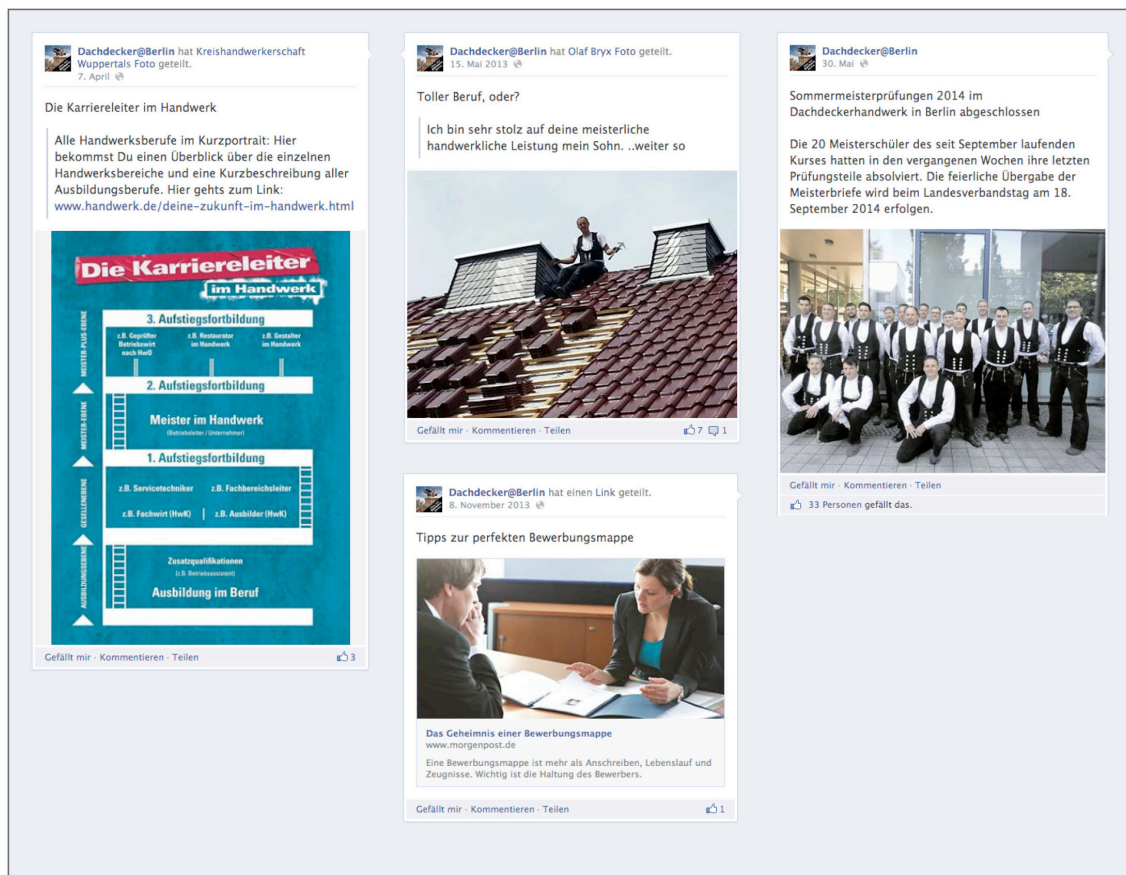 Dachdecker@Berlin hat Kreishandwerkerschaft
Wuppertals Foto geteilt.
7. April
Die Karriereleiter im Handwerk
Alle Handwerksberufe im Kurzportrait: Hier
bekommst Du einen Überblick über die einzelnen
Handwerksbereiche und eine Kurzbeschreibung aller
Ausbildungsberufe. Hier gehts zum Link:
www.handwerk.de/deine-zukunft-im-handwerk.html
Die Karriereleiter
im Handwerk
3. Aufstiegsfortbildung
z.B. Geprüfter
Betriebswirt
nach HwO
z.B. Restaurator
im Handwerk
z.B. Gestalter
im Handwerk
MEISTER-PLUS-EBENE
2. Aufstiegsfortbildung
Meister im Handwerk
(Betriebsleiter / Unternehmer)
MEISTER-EBENE
1. Aufstiegsfortbildung
z.B. Servicetechniker
z.B. Fachbereichsleiter
z.B. Fachwirt (HwK)
z.B. Ausbilder (HwK)
GESELLENEBENE
Zusatzqualifikationen
(z.B. Betriebsassistent)
Ausbildung im Beruf
AUSBILDUNGSEBENE
Gefällt mir · Kommentieren · Teilen
3
Dachdecker@Berlin hat Olaf Bryx Foto geteilt.
15. Mai 2013
Toller Beruf, oder?
Ich bin sehr stolz auf deine meisterliche
handwerkliche Leistung mein Sohn. ..weiter so
Gefällt mir · Kommentieren · Teilen
7 1
Dachdecker@Berlin hat einen Link geteilt.
8. November 2013
Tipps zur perfekten Bewerbungsmappe
Das Geheimnis einer Bewerbungsmappe
www.morgenpost.de
Eine Bewerbungsmappe ist mehr als Anschreiben, Lebenslauf und
Zeugnisse. Wichtig ist die Haltung des Bewerbers.
Gefällt mir · Kommentieren · Teilen
1
Dachdecker@Berlin
30. Mai
Sommermeisterprüfungen 2014 im
Dachdeckerhandwerk in Berlin abgeschlossen
Die 20 Meisterschüler des seit September laufenden
Kurses hatten in den vergangenen Wochen ihre letzten
Prüfungsteile absolviert. Die feierliche Übergabe der
Meisterbriefe wird beim Landesverbandstag am 18.
September 2014 erfolgen.
Gefällt mir · Kommentieren · Teilen
33 Personen gefällt das.